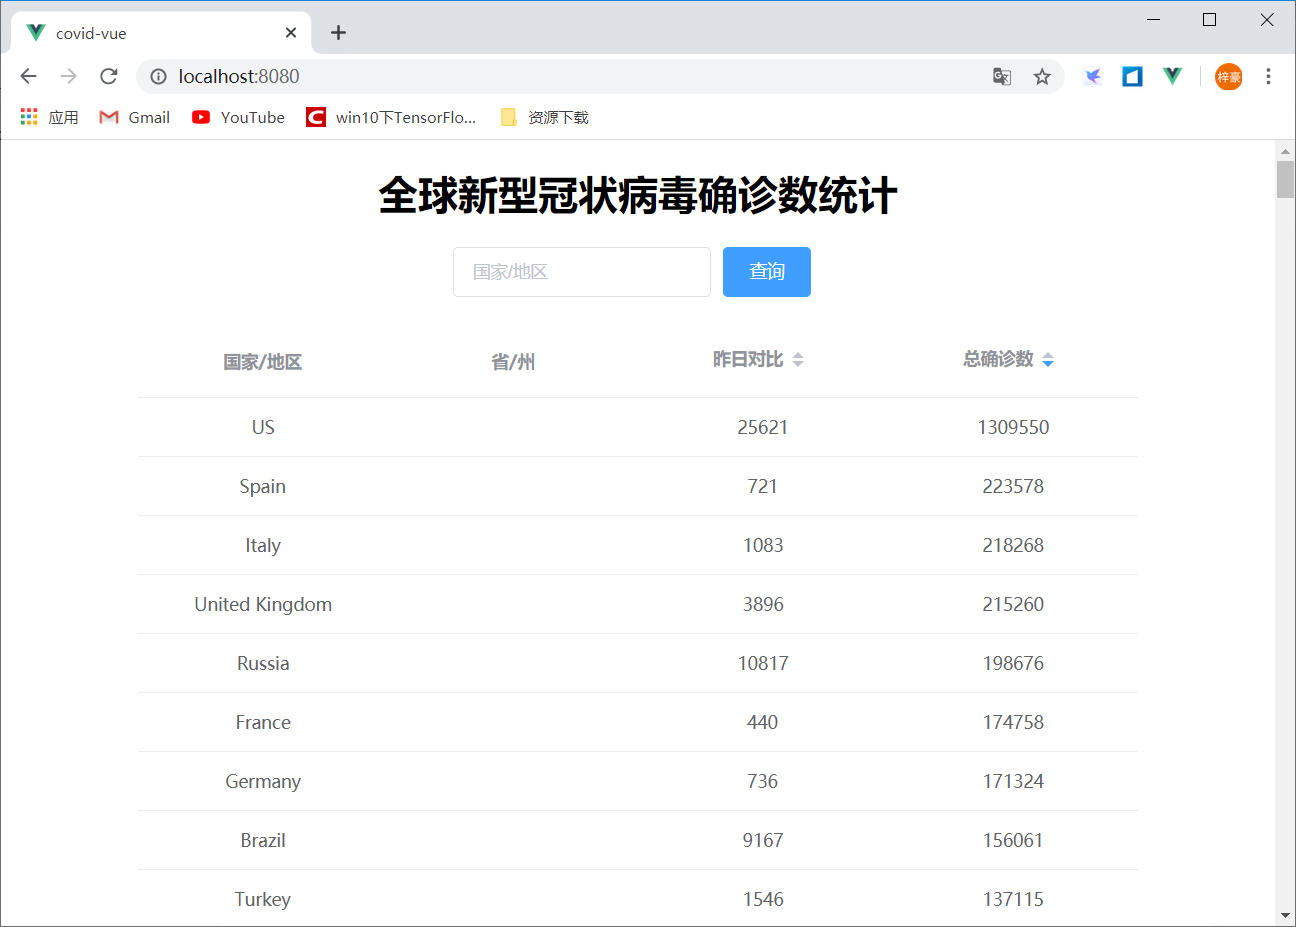 covid-vue
localhost:8080
梓豪
应用 Gmail YouTube win10下TensorFlo... 资源下载
全球新型冠状病毒确诊数统计
国家/地区 查询
国家/地区 省/州 昨日对比 总确诊数
US 25621 1309550
Spain 721 223578
Italy 1083 218268
United Kingdom 3896 215260
Russia 10817 198676
France 440 174758
Germany 736 171324
Brazil 9167 156061
Turkey 1546 137115